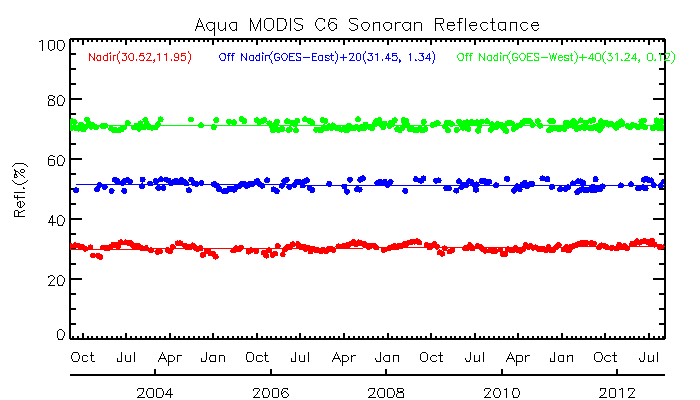 Aqua MODIS C6 Sonoran Reflectance
Nadir(30.52,11.95) Off Nadir(GOES-East)+20(31.45, 1.34) Off Nadir(GOES-West)+40(31.24, 0.12)
100
80
60
40
20
0
Refl.(%)
Oct Jul Apr Jan Oct Jul Apr Jan Oct Jul Apr Jan Oct Jul
2004 2006 2008 2010 2012